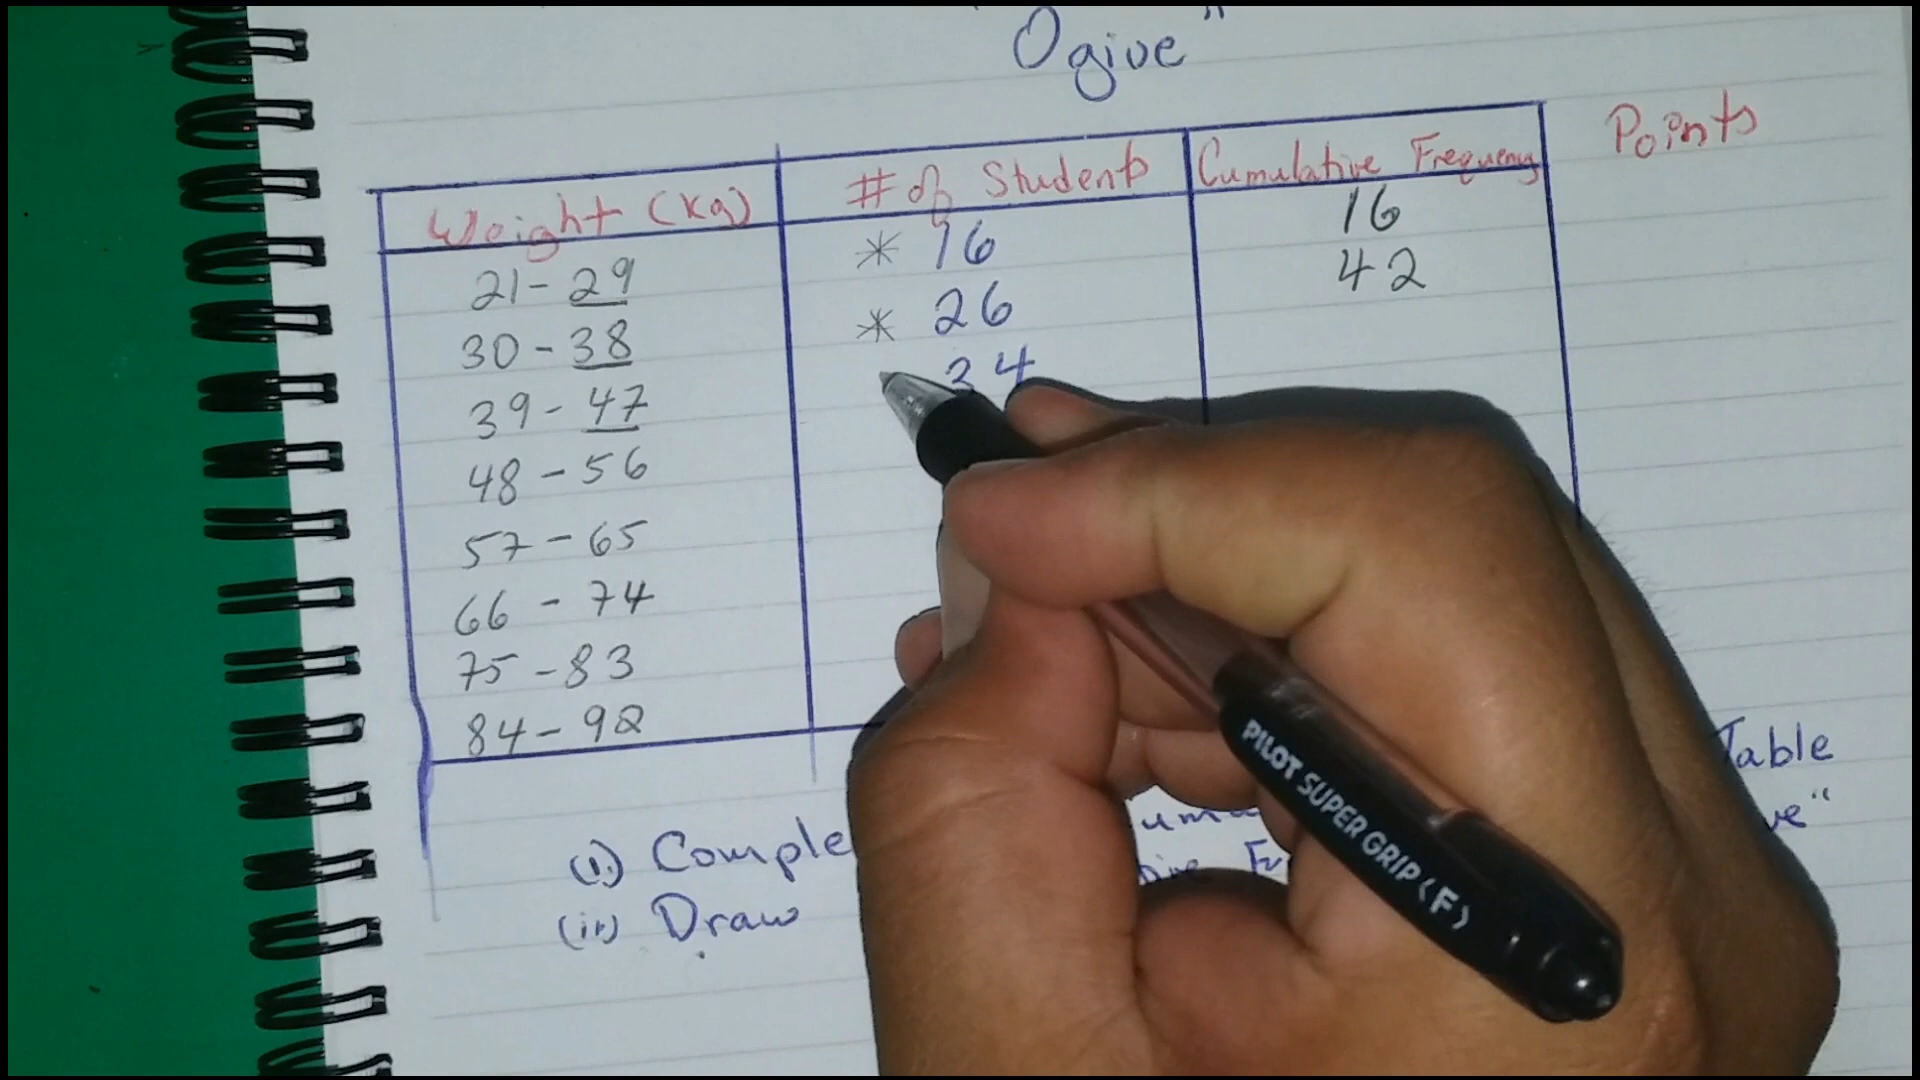 "Ogive"
Weight (Kg) # of Students Cumulative Frequency Points
21 - 29 * 16 16
30 - 38 * 26 42
39 - 47 34
48 - 56
57 - 65
66 - 74
75 - 83
84 - 92
(i) Comple Table
(ii) Draw
PILOT SUPER GRIP (F)